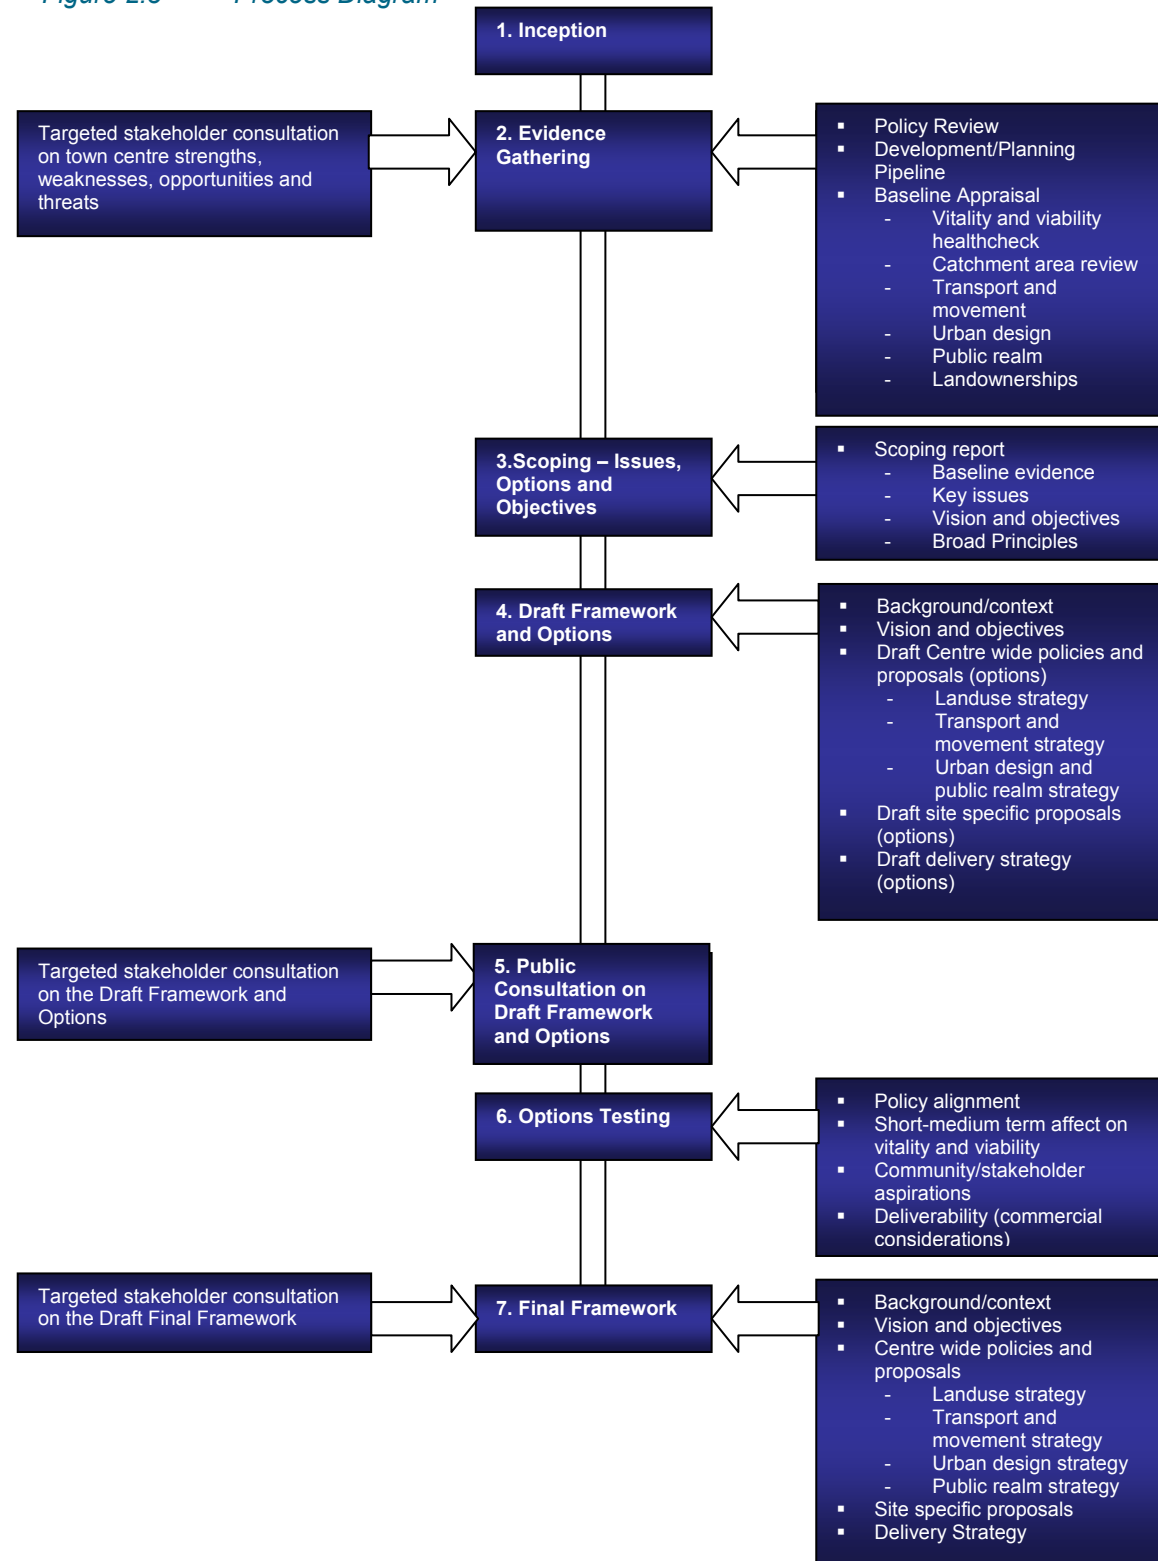 Process Diagram
1. Inception
Targeted stakeholder consultation
on town centre strengths,
weaknesses, opportunities and
threats
2. Evidence
Gathering
▪ Policy Review
▪ Development/Planning
Pipeline
▪ Baseline Appraisal
- Vitality and viability
healthcheck
- Catchment area review
- Transport and
movement
- Urban design
- Public realm
- Landownerships
3.Scoping – Issues,
Options and
Objectives
▪ Scoping report
- Baseline evidence
- Key issues
- Vision and objectives
- Broad Principles
4. Draft Framework
and Options
▪ Background/context
▪ Vision and objectives
▪ Draft Centre wide policies and
proposals (options)
- Landuse strategy
- Transport and
movement strategy
- Urban design and
public realm strategy
▪ Draft site specific proposals
(options)
▪ Draft delivery strategy
(options)
Targeted stakeholder consultation
on the Draft Framework and
Options
5. Public
Consultation on
Draft Framework
and Options
6. Options Testing
▪ Policy alignment
▪ Short-medium term affect on
vitality and viability
▪ Community/stakeholder
aspirations
▪ Deliverability (commercial
considerations)
Targeted stakeholder consultation
on the Draft Final Framework
7. Final Framework
▪ Background/context
▪ Vision and objectives
▪ Centre wide policies and
proposals
- Landuse strategy
- Transport and
movement strategy
- Urban design strategy
- Public realm strategy
▪ Site specific proposals
▪ Delivery Strategy